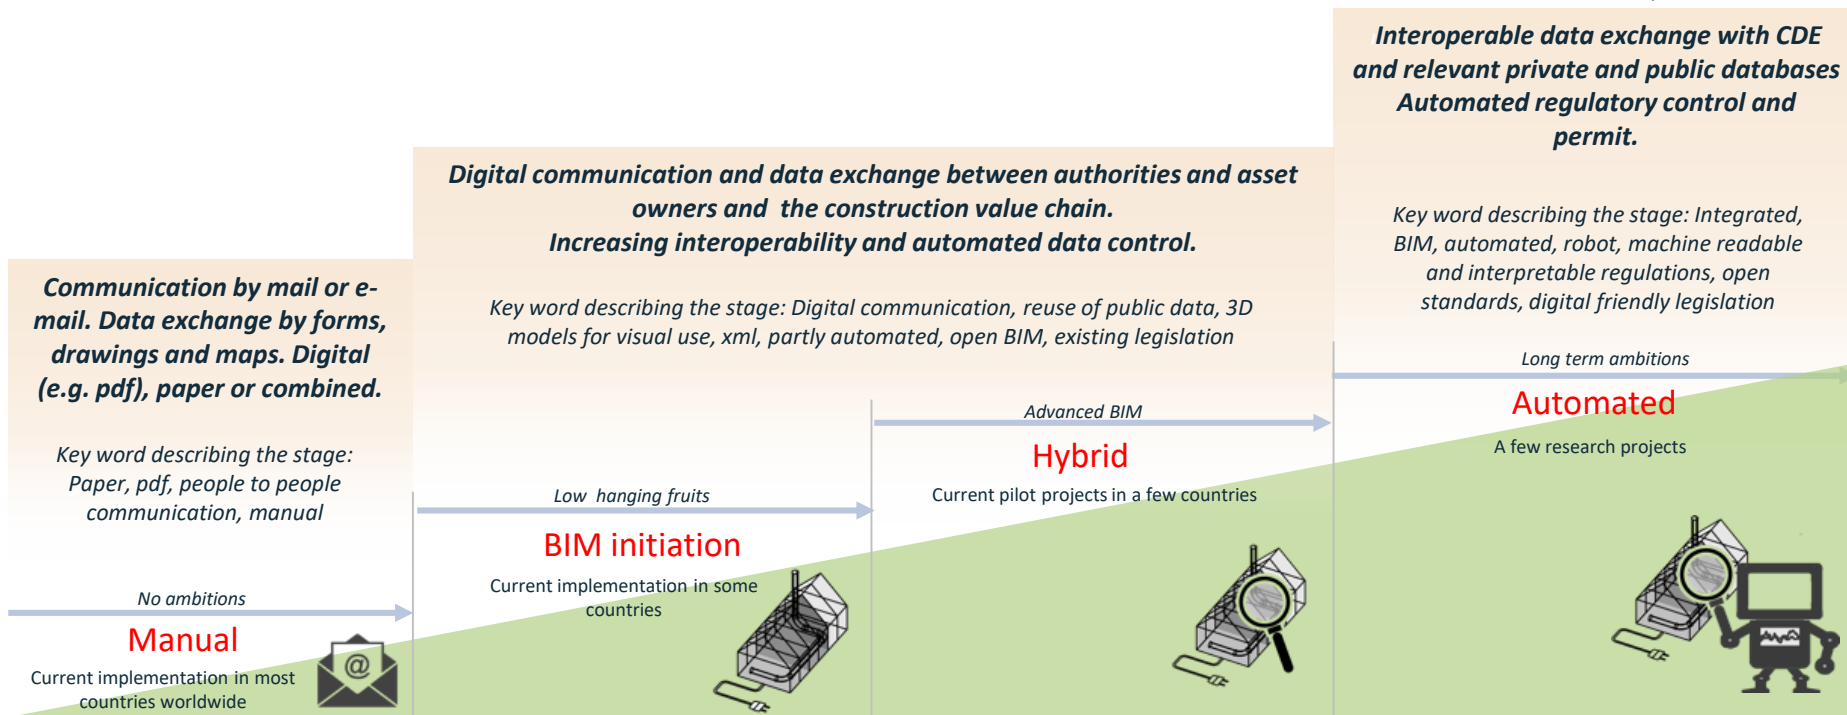 Communication by mail or e-
mail. Data exchange by forms,
drawings and maps. Digital
(e.g. pdf), paper or combined.
Key word describing the stage:
Paper, pdf, people to people
communication, manual
No ambitions
Manual
Current implementation in most
countries worldwide
@
Digital communication and data exchange between authorities and asset
owners and the construction value chain.
Increasing interoperability and automated data control.
Key word describing the stage: Digital communication, reuse of public data, 3D
models for visual use, xml, partly automated, open BIM, existing legislation
Low hanging fruits
BIM initiation
Current implementation in some
countries
Advanced BIM
Hybrid
Current pilot projects in a few countries
Interoperable data exchange with CDE
and relevant private and public databases
Automated regulatory control and
permit.
Key word describing the stage: Integrated,
BIM, automated, robot, machine readable
and interpretable regulations, open
standards, digital friendly legislation
Long term ambitions
Automated
A few research projects